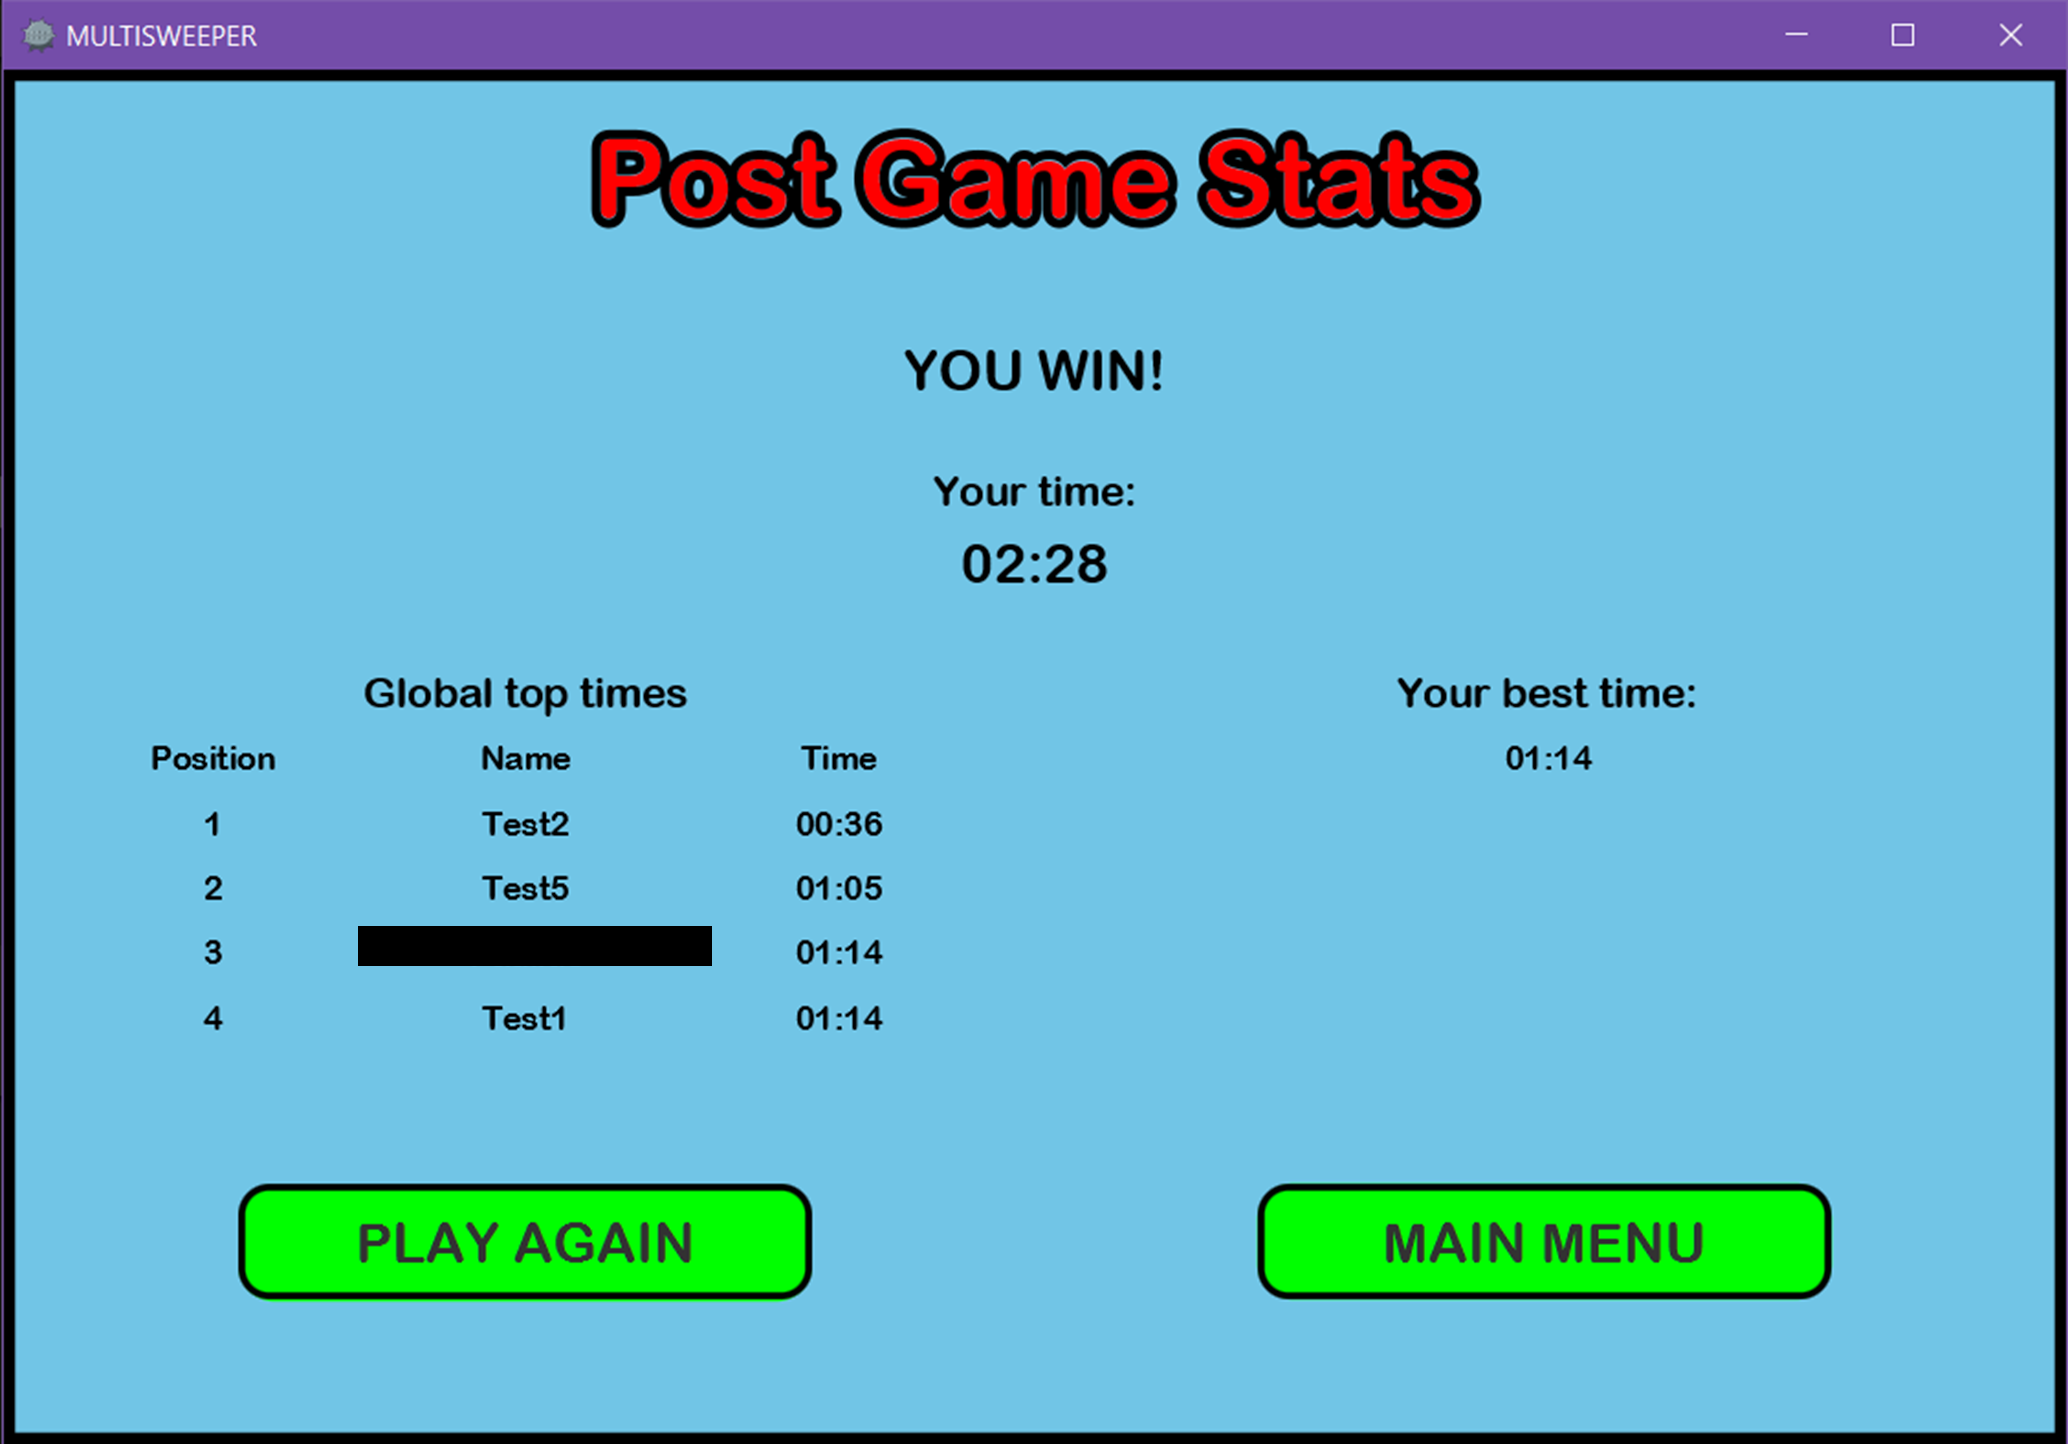 MULTISWEEPER
Post Game Stats
YOU WIN!
Your time:
02:28
Global top times
Position Name Time
1 Test2 00:36
2 Test5 01:05
3 01:14
4 Test1 01:14
Your best time:
01:14
PLAY AGAIN
MAIN MENU